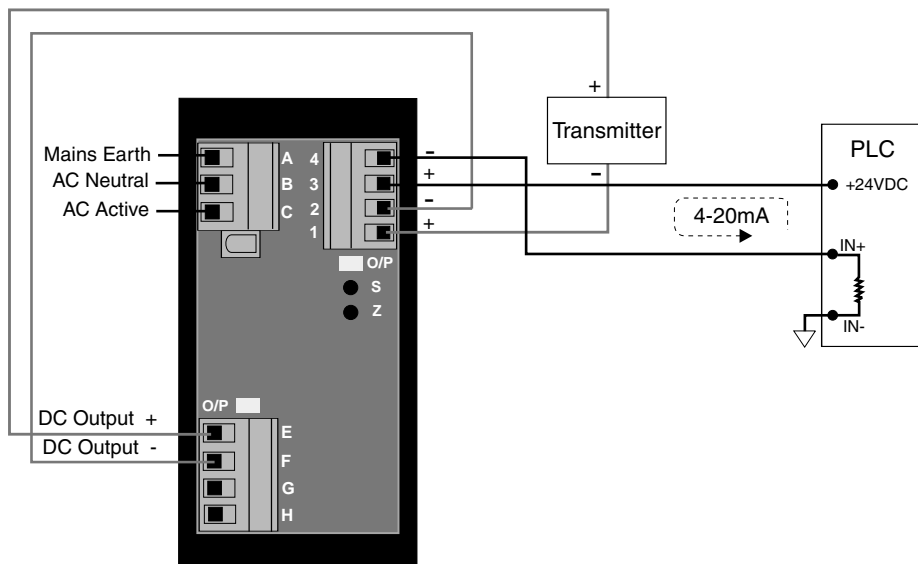 +
Transmitter
-
PLC
+24VDC
4-20mA
IN+
IN-
Mains Earth
AC Neutral
AC Active
A
B
C
4
3
2
1
-
+
-
+
O/P
S
Z
O/P
DC Output +
DC Output -
E
F
G
H